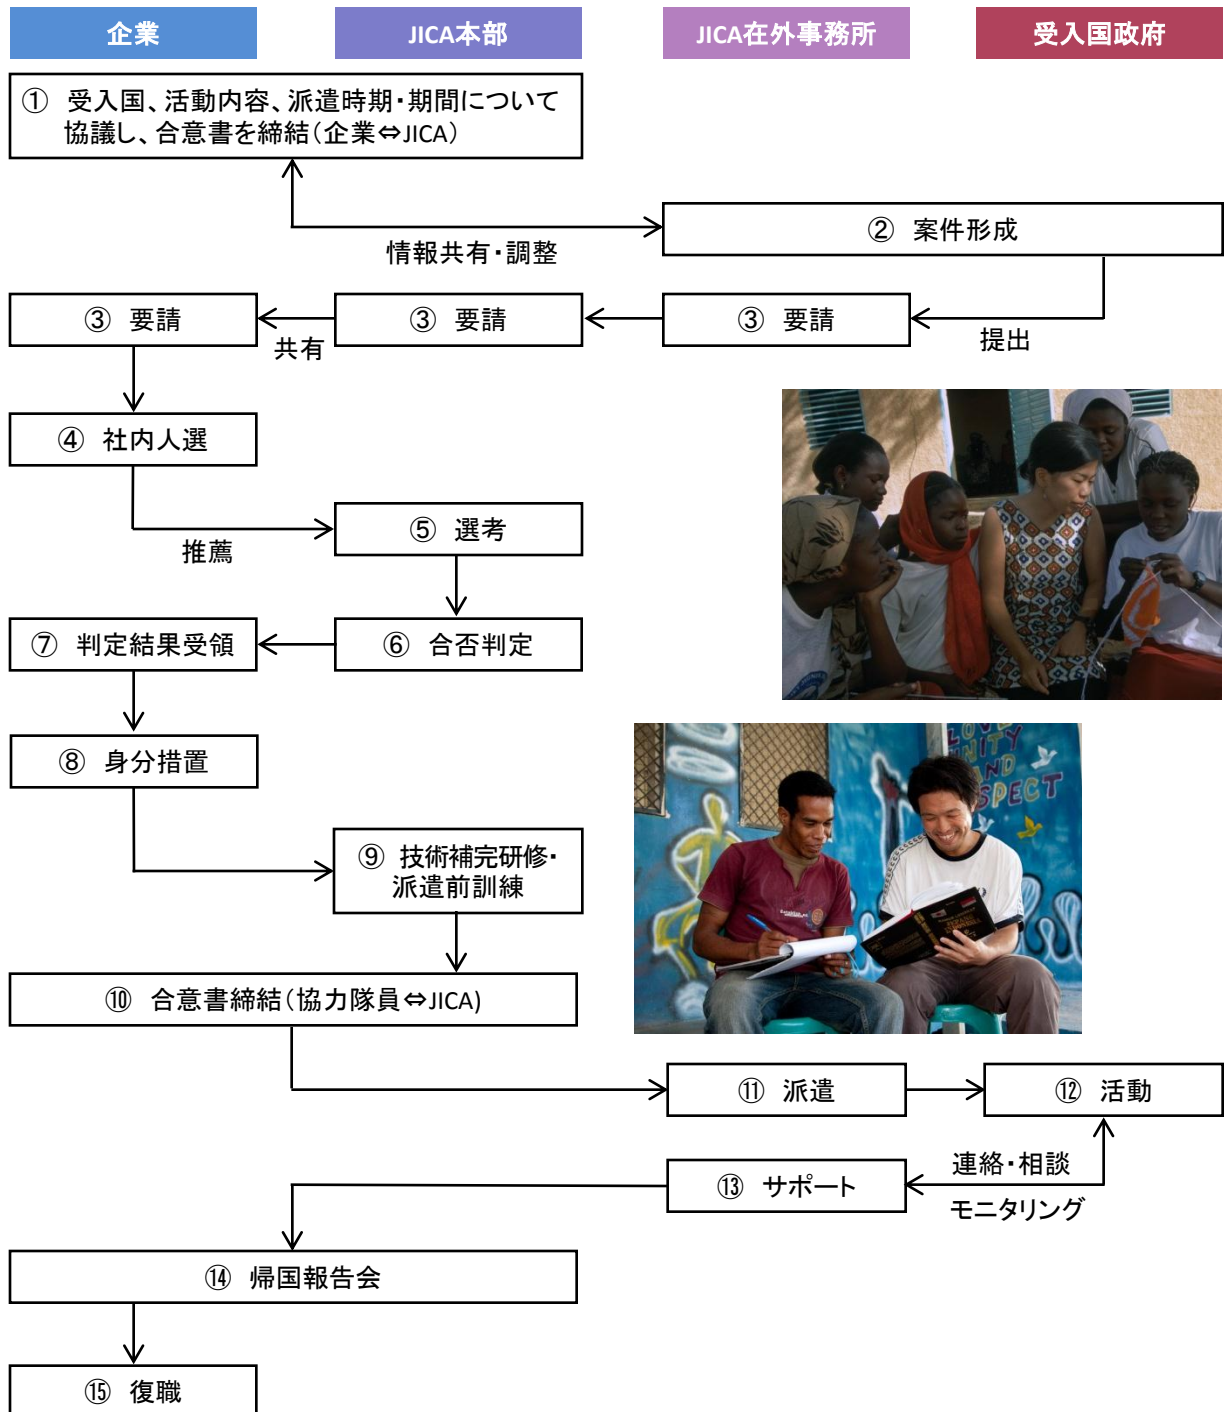 企業
JICA本部
JICA在外事務所
受入国政府
① 受入国、活動内容、派遣時期・期間について
協議し、合意書を締結(企業⇔JICA)
② 案件形成
情報共有・調整
③ 要請
共有
③ 要請
③ 要請
提出
④ 社内人選
推薦
⑤ 選考
⑦ 判定結果受領
⑥ 合否判定
⑧ 身分措置
LOVE
UNITY
AND
RESPECT
⑨ 技術補完研修・
派遣前訓練
⑩ 合意書締結(協力隊員⇔JICA)
⑪ 派遣
⑫ 活動
⑬ サポート
連絡・相談
モニタリング
⑭ 帰国報告会
⑮ 復職